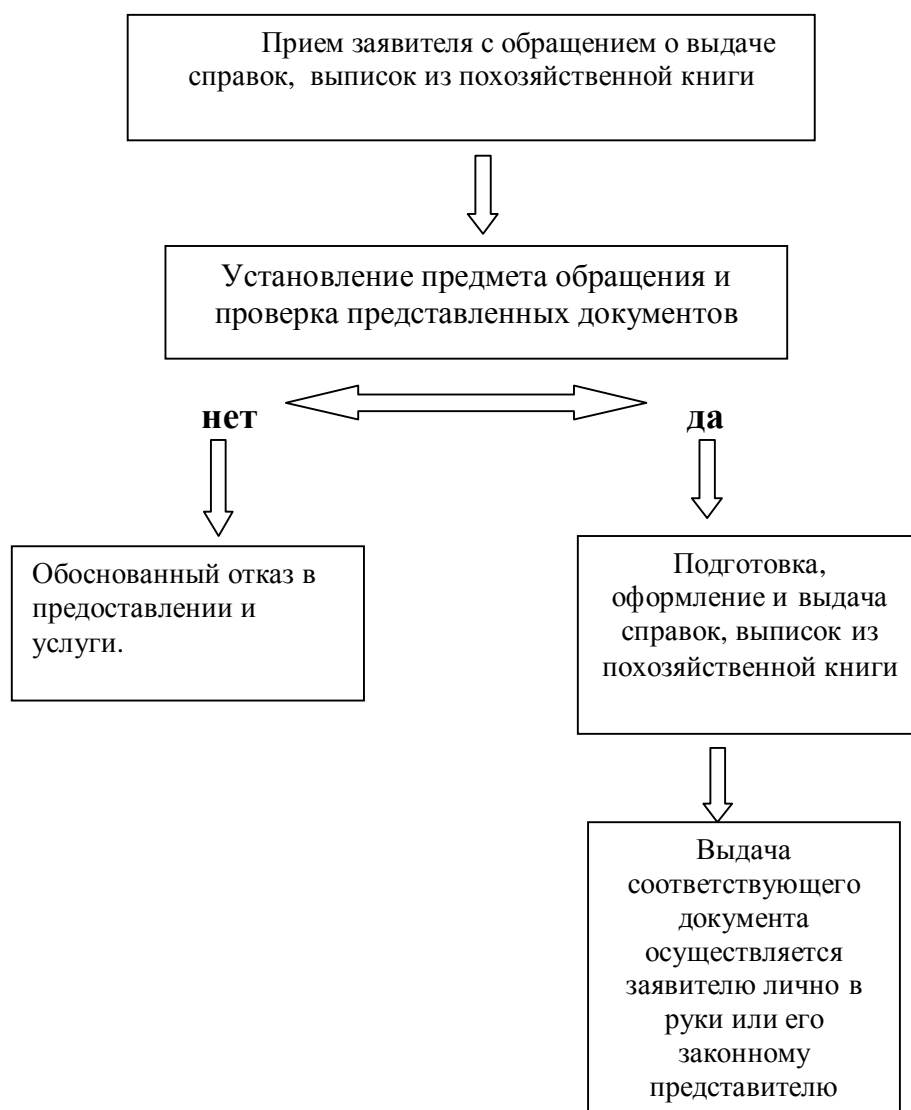 Прием заявителя с обращением о выдаче
справок, выписок из похозяйственной книги
Установление предмета обращения и
проверка представленных документов
нет
да
Обоснованный отказ в
предоставлении и
услуги.
Подготовка,
оформление и выдача
справок, выписок из
похозяйственной книги
Выдача
соответствующего
документа
осуществляется
заявителю лично в
руки или его
законному
представителю